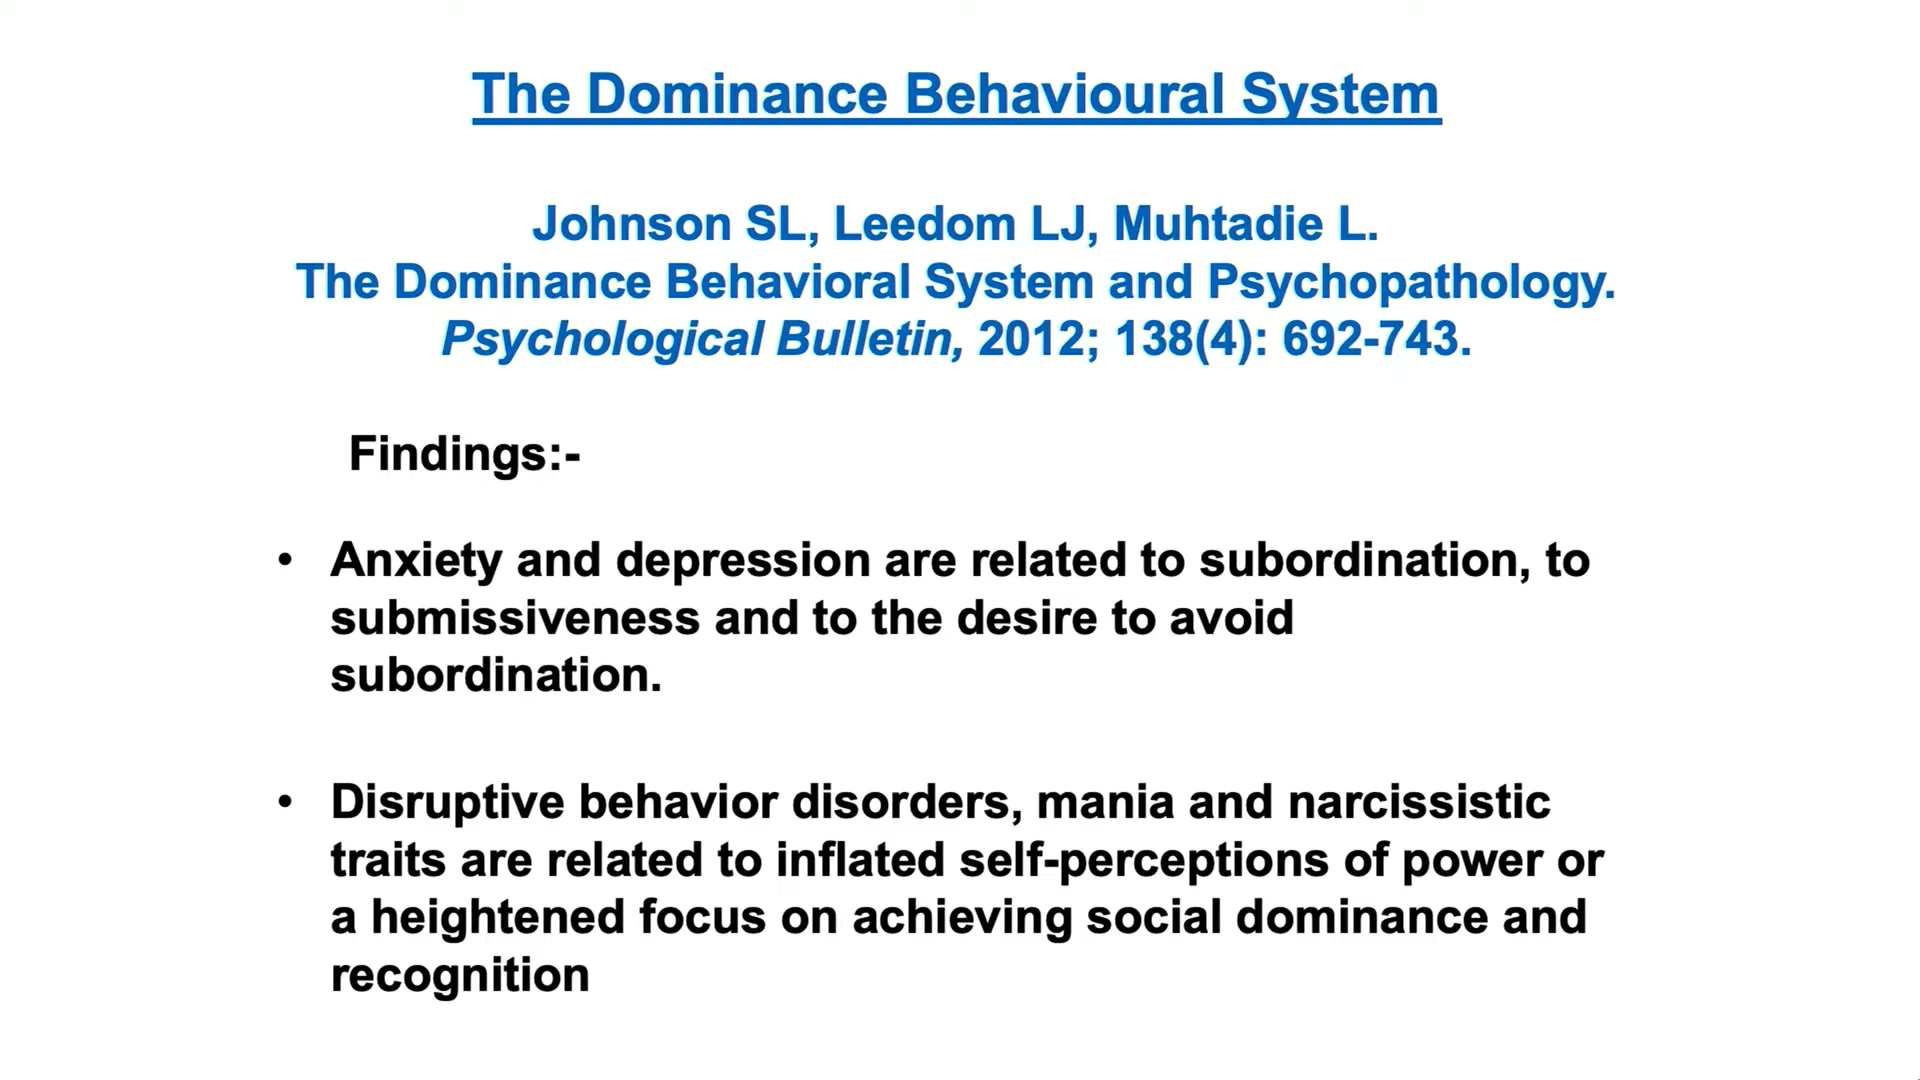 The Dominance Behavioural System
Johnson SL, Leedom LJ, Muhtadie L.
The Dominance Behavioral System and Psychopathology.
Psychological Bulletin, 2012; 138(4): 692-743.
Findings:-
• Anxiety and depression are related to subordination, to
submissiveness and to the desire to avoid
subordination.
• Disruptive behavior disorders, mania and narcissistic
traits are related to inflated self-perceptions of power or
a heightened focus on achieving social dominance and
recognition